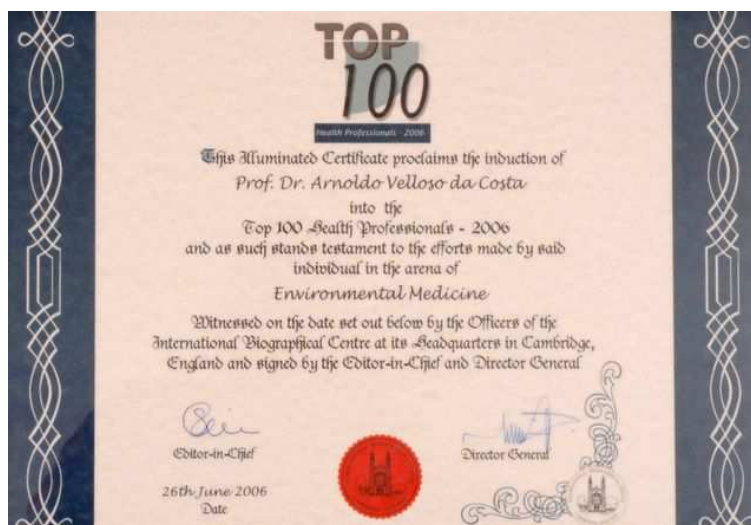 TOP
100
Health Professionals - 2006
This Illuminated Certificate proclaims the induction of
Prof. Dr. Arnoldo Velloso da Costa
into the
Top 100 Health Professionals - 2006
and as such stands testament to the efforts made by said
individual in the arena of
Environmental Medicine
Witnessed on the date set out below by the Officers of the
International Biographical Centre at its Headquarters in Cambridge,
England and signed by the Editor-in-Chief and Director General
Editor-in-Chief
Director General
26th June 2006
Date